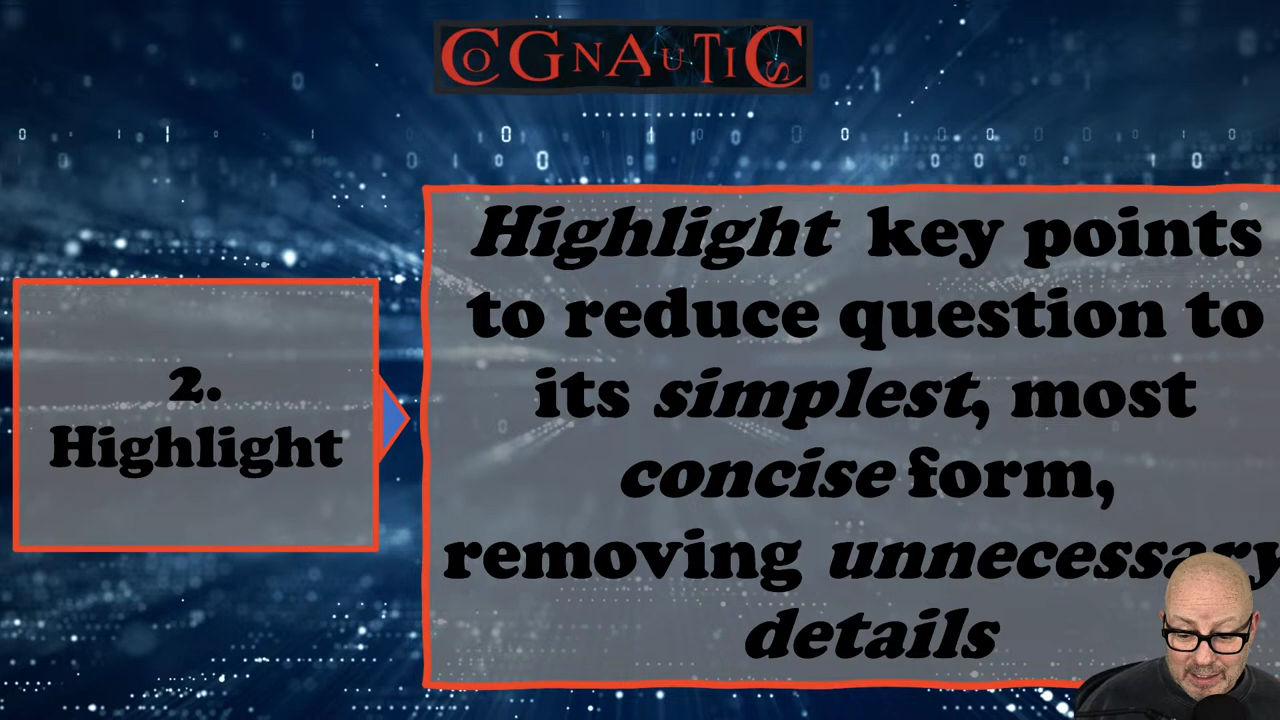 COGNAUTICS
2.
Highlight
Highlight key points
to reduce question to
its simplest, most
concise form,
removing unnecessary
details